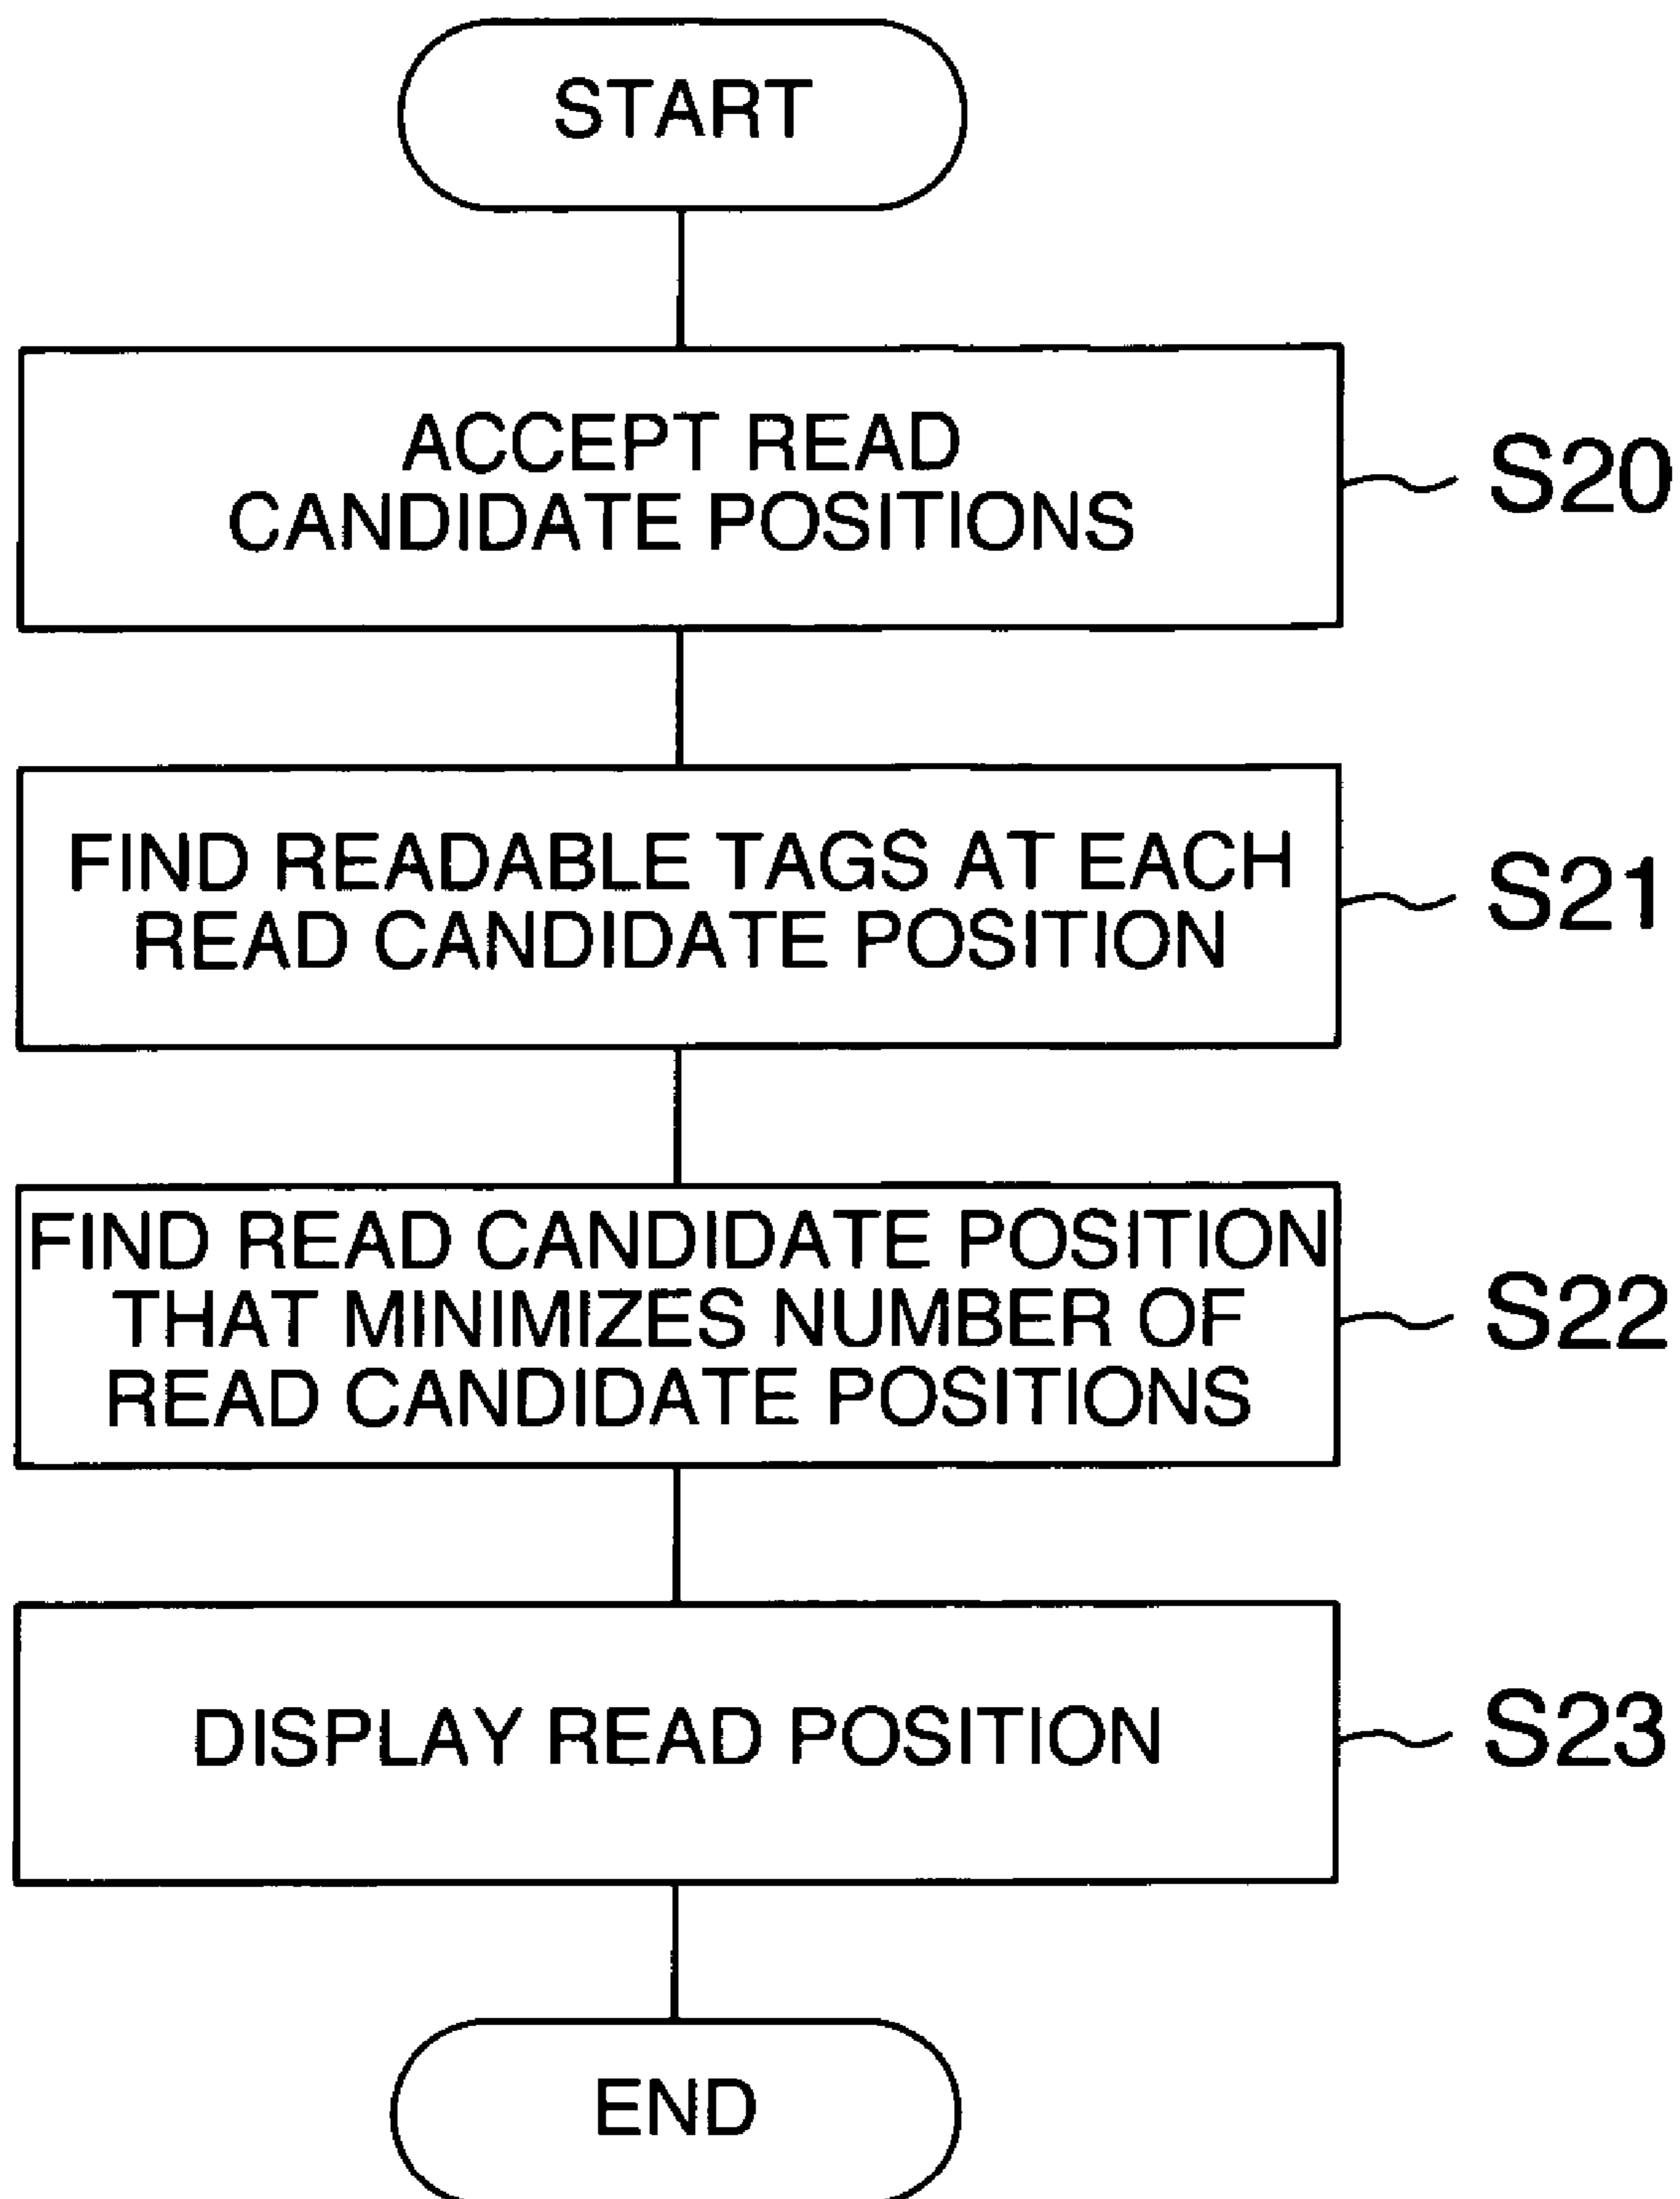 START
ACCEPT READ
CANDIDATE POSITIONS
S20
FIND READABLE TAGS AT EACH
READ CANDIDATE POSITION
S21
FIND READ CANDIDATE POSITION
THAT MINIMIZES NUMBER OF
READ CANDIDATE POSITIONS
S22
DISPLAY READ POSITION
S23
END